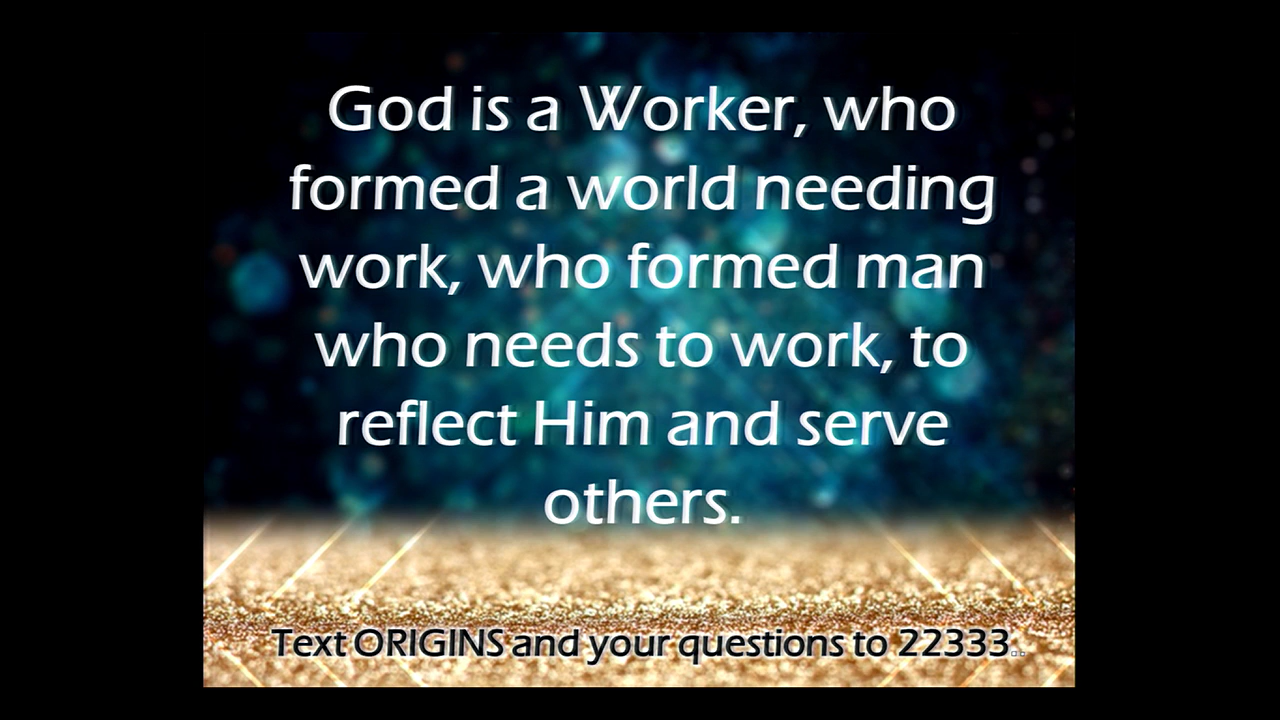 God is a Worker, who
formed a world needing
work, who formed man
who needs to work, to
reflect Him and serve
others.
Text ORIGINS and your questions to 22333..